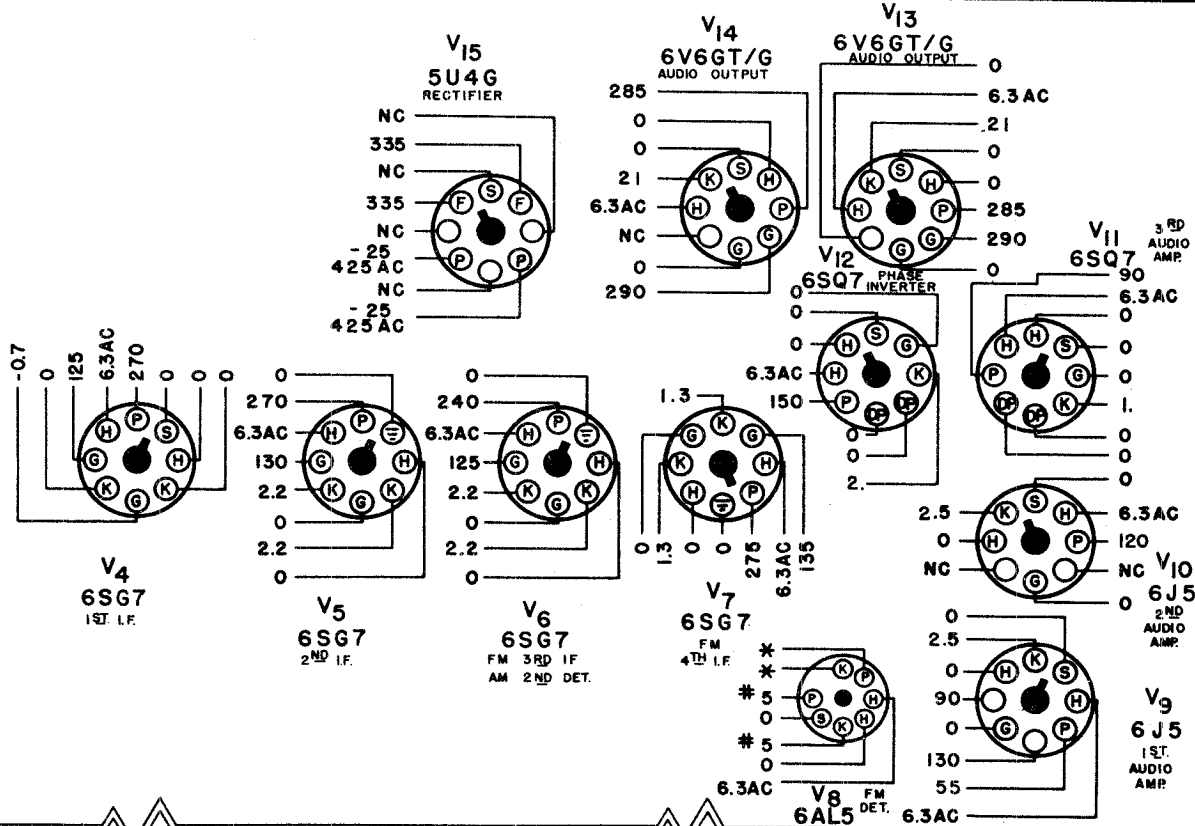 V15
5U4G
RECTIFIER
NC
335
NC
335
NC
-25
425AC
NC
-25
425AC
F
S
F
P
P
V14
6V6GT/G
AUDIO OUTPUT
285
0
0
21
6.3AC
NC
0
290
K
S
H
H
P
G
G
V13
6V6GT/G
AUDIO OUTPUT
0
6.3AC
21
0
0
285
290
0
K
S
H
H
P
G
G
V12
6SQ7
PHASE
INVERTER
0
0
0
6.3AC
150
0
0
2.
S
H
G
H
K
P
DP
DP
V11
6SQ7
3RD
AUDIO
AMP.
90
6.3AC
0
0
0
1.
0
0
H
H
S
P
G
DP
DP
K
-0.7
0
125
6.3AC
270
0
0
0
H
P
S
G
H
K
G
K
V4
6SG7
1ST I.F.
0
270
6.3AC
130
2.2
0
2.2
0
H
P
G
H
K
G
K
V5
6SG7
2ND I.F.
0
240
6.3AC
125
2.2
0
2.2
0
H
P
G
H
K
G
K
V6
6SG7
FM 3RD IF
AM 2ND DET.
1.3
K
G
G
K
H
H
P
0
1.3
0
0
275
6.3AC
135
V7
6SG7
FM
4TH I.F.
0
2.5
6.3AC
0
120
NC
NC
0
K
S
H
H
P
G
V10
6J5
2ND
AUDIO
AMP.
*
*
# 5
0
# 5
0
6.3AC
K
P
P
H
S
K
H
V8
6AL5
FM
DET.
0
2.5
0
90
0
130
55
6.3AC
K
H
S
H
G
P
V9
6J5
1ST.
AUDIO
AMP.